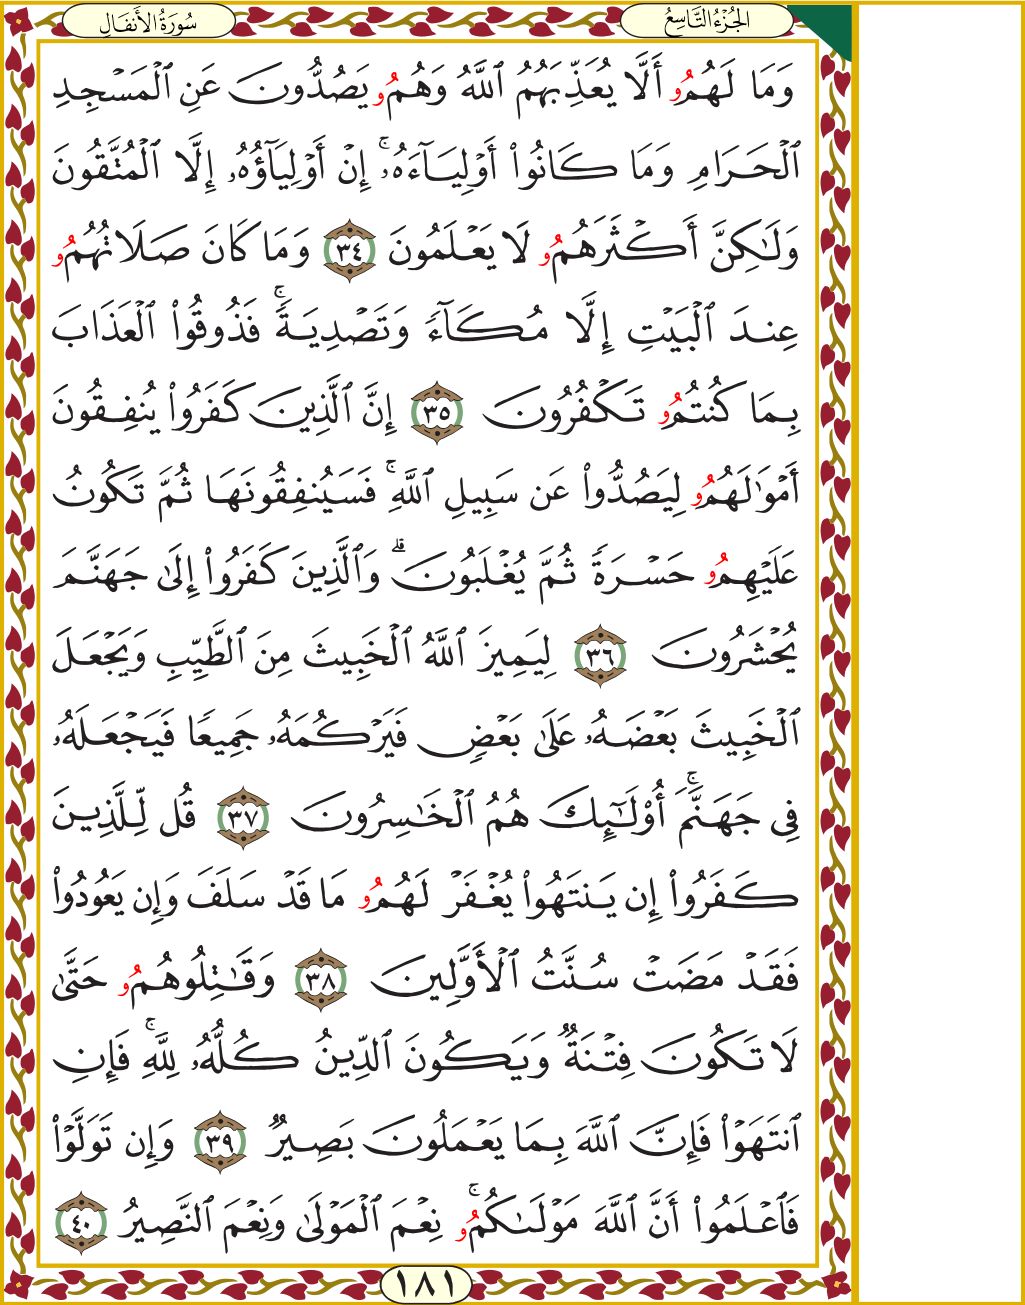 الجُزْءُ التَّاسِعُ
سُورَةُ الأَنفَالِ
وَمَا لَهُمُۥ أَلَّا يُعَذِّبَهُمُ ٱللَّهُ وَهُمُۥ يَصُدُّونَ عَنِ ٱلْمَسْجِدِ
ٱلْحَرَامِ وَمَا كَانُوا۟ أَوْلِيَآءَهُۥٓۚ إِنْ أَوْلِيَآؤُهُۥ إِلَّا ٱلْمُتَّقُونَ
وَلَٰكِنَّ أَكْثَرَهُمُۥ لَا يَعْلَمُونَ ٣٤ وَمَا كَانَ صَلَاتُهُمُۥ
عِندَ ٱلْبَيْتِ إِلَّا مُكَآءً وَتَصْدِيَةً ۚ فَذُوقُوا۟ ٱلْعَذَابَ
بِمَا كُنتُمُۥ تَكْفُرُونَ ٣٥ إِنَّ ٱلَّذِينَ كَفَرُوا۟ يُنفِقُونَ
أَمْوَٰلَهُمُۥ لِيَصُدُّوا۟ عَن سَبِيلِ ٱللَّهِ ۚ فَسَيُنفِقُونَهَا ثُمَّ تَكُونُ
عَلَيْهِمُۥ حَسْرَةً ثُمَّ يُغْلَبُونَ ۗ وَٱلَّذِينَ كَفَرُوا۟ إِلَىٰ جَهَنَّمَ
يُحْشَرُونَ ٣٦ لِيَمِيزَ ٱللَّهُ ٱلْخَبِيثَ مِنَ ٱلطَّيِّبِ وَيَجْعَلَ
ٱلْخَبِيثَ بَعْضَهُۥ عَلَىٰ بَعْضٍ فَيَرْكُمَهُۥ جَمِيعًا فَيَجْعَلَهُۥ
فِى جَهَنَّمَ ۚ أُو۟لَٰٓئِكَ هُمُ ٱلْخَٰسِرُونَ ٣٧ قُل لِّلَّذِينَ
كَفَرُوا۟ إِن يَنتَهُوا۟ يُغْفَرْ لَهُمُۥ مَا قَدْ سَلَفَ وَإِن يَعُودُوا۟
فَقَدْ مَضَتْ سُنَّتُ ٱلْأَوَّلِينَ ٣٨ وَقَٰتِلُوهُمُۥ حَتَّىٰ
لَا تَكُونَ فِتْنَةٌ وَيَكُونَ ٱلدِّينُ كُلُّهُۥ لِلَّهِ ۚ فَإِنِ
ٱنتَهَوْا۟ فَإِنَّ ٱللَّهَ بِمَا يَعْمَلُونَ بَصِيرٌ ٣٩ وَإِن تَوَلَّوْا۟
فَٱعْلَمُوا۟ أَنَّ ٱللَّهَ مَوْلَىٰكُمُۥ ۚ نِعْمَ ٱلْمَوْلَىٰ وَنِعْمَ ٱلنَّصِيرُ ٤٠
١٨١